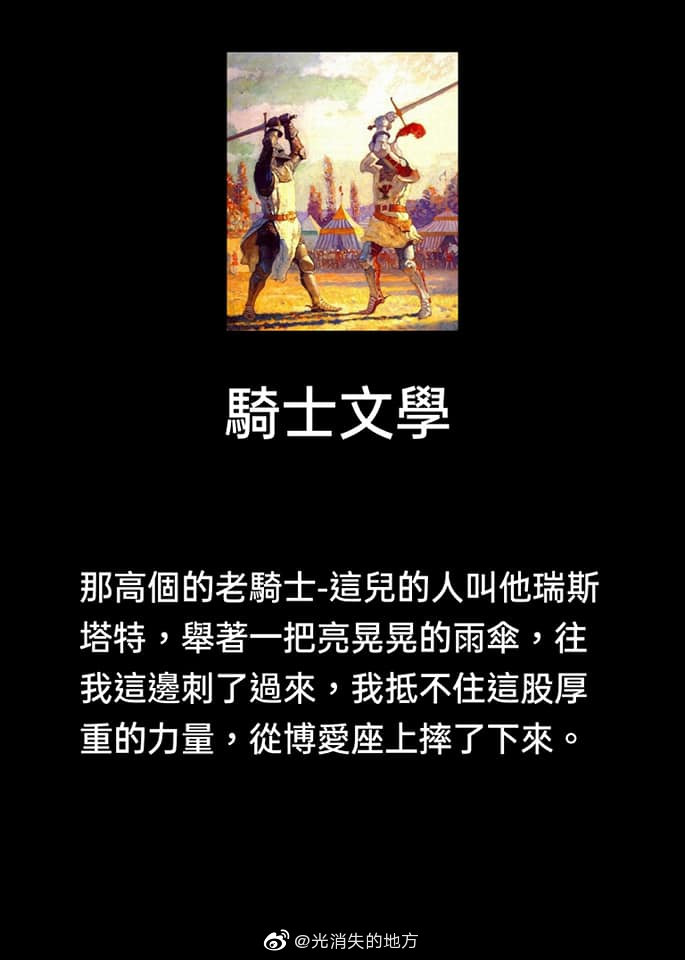 騎士文學
那高個的老騎士-這兒的人叫他瑞斯
塔特，舉著一把亮晃晃的雨傘，往
我這邊刺了過來，我抵不住這股厚
重的力量，從博愛座上摔了下來。
@光消失的地方